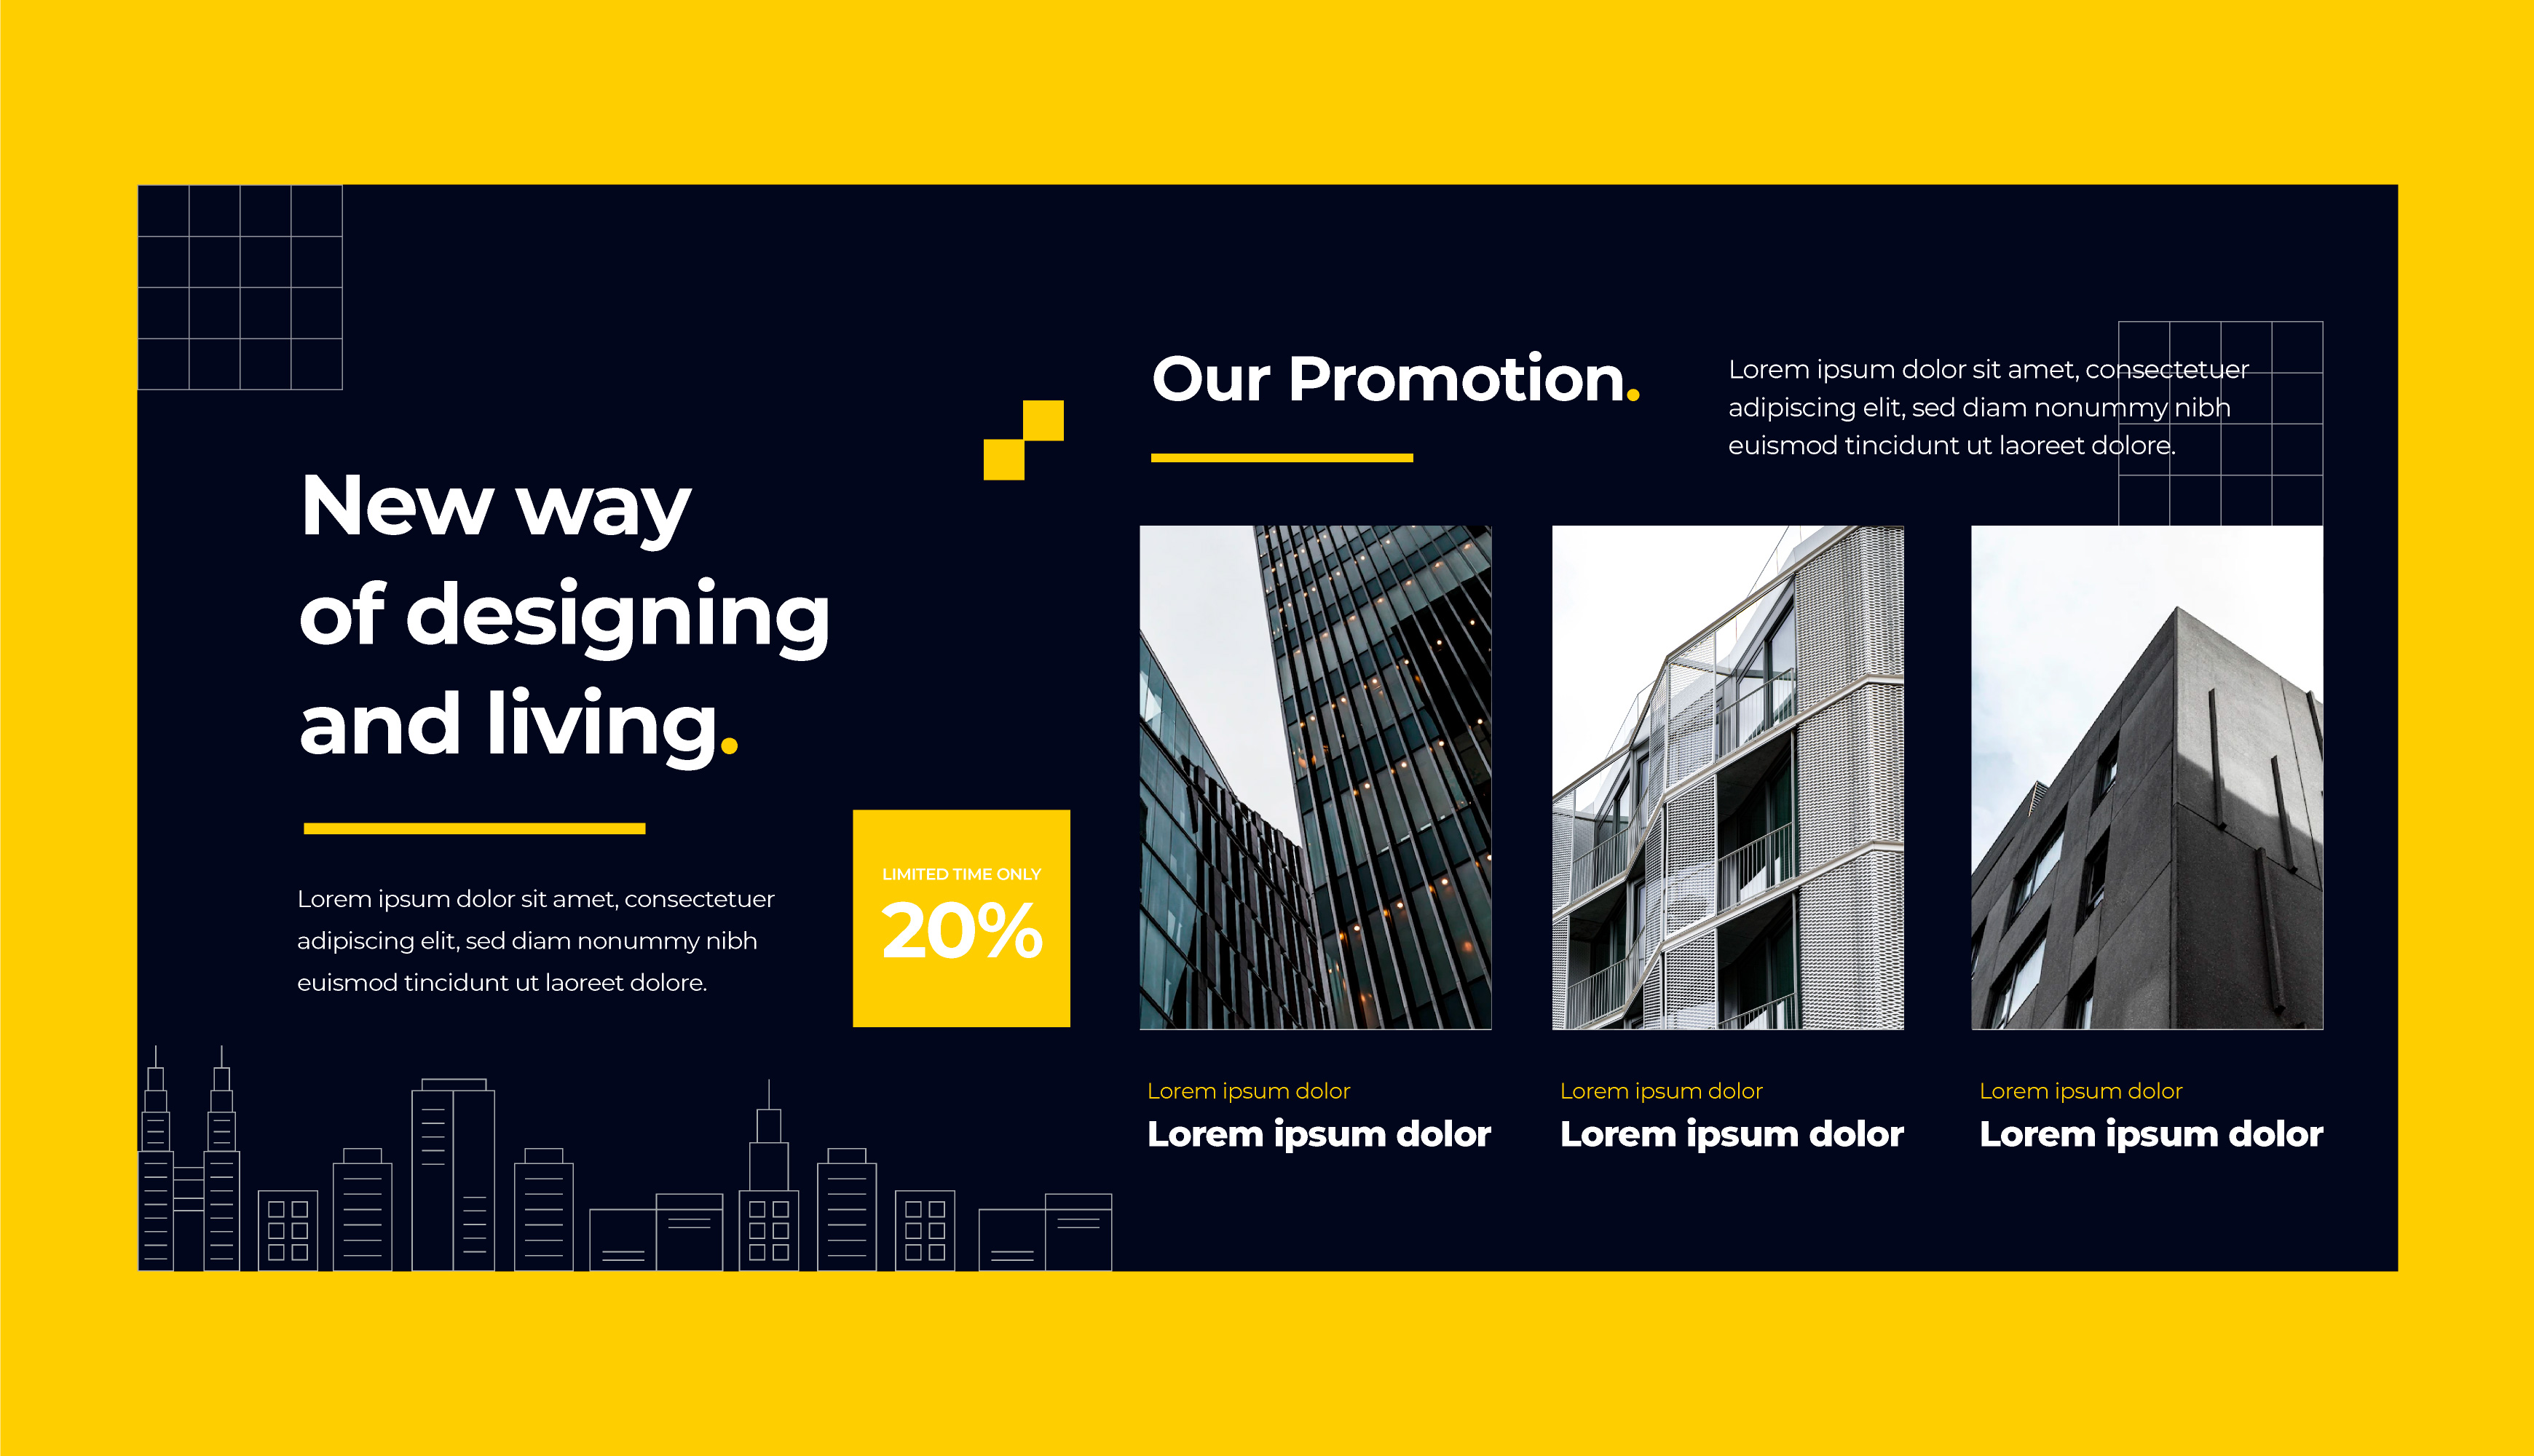 New way
of designing
and living.
Lorem ipsum dolor sit amet, consectetuer
adipiscing elit, sed diam nonummy nibh
euismod tincidunt ut laoreet dolore.
LIMITED TIME ONLY
20%
Our Promotion.
Lorem ipsum dolor sit amet, consectetuer
adipiscing elit, sed diam nonummy nibh
euismod tincidunt ut laoreet dolore.
Lorem ipsum dolor
Lorem ipsum dolor
Lorem ipsum dolor
Lorem ipsum dolor
Lorem ipsum dolor
Lorem ipsum dolor